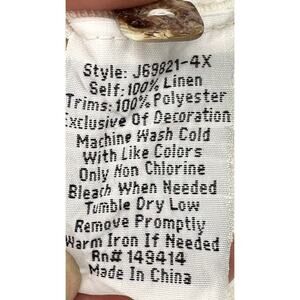 Style: J69821-4X
Self: 100% Linen
Trims: 100% Polyester
Exclusive Of Decoration
Machine Wash Cold
With Like Colors
Only Non Chlorine
Bleach When Needed
Tumble Dry Low
Remove Promptly
Warm Iron If Needed
Rn# 149414
Made In China